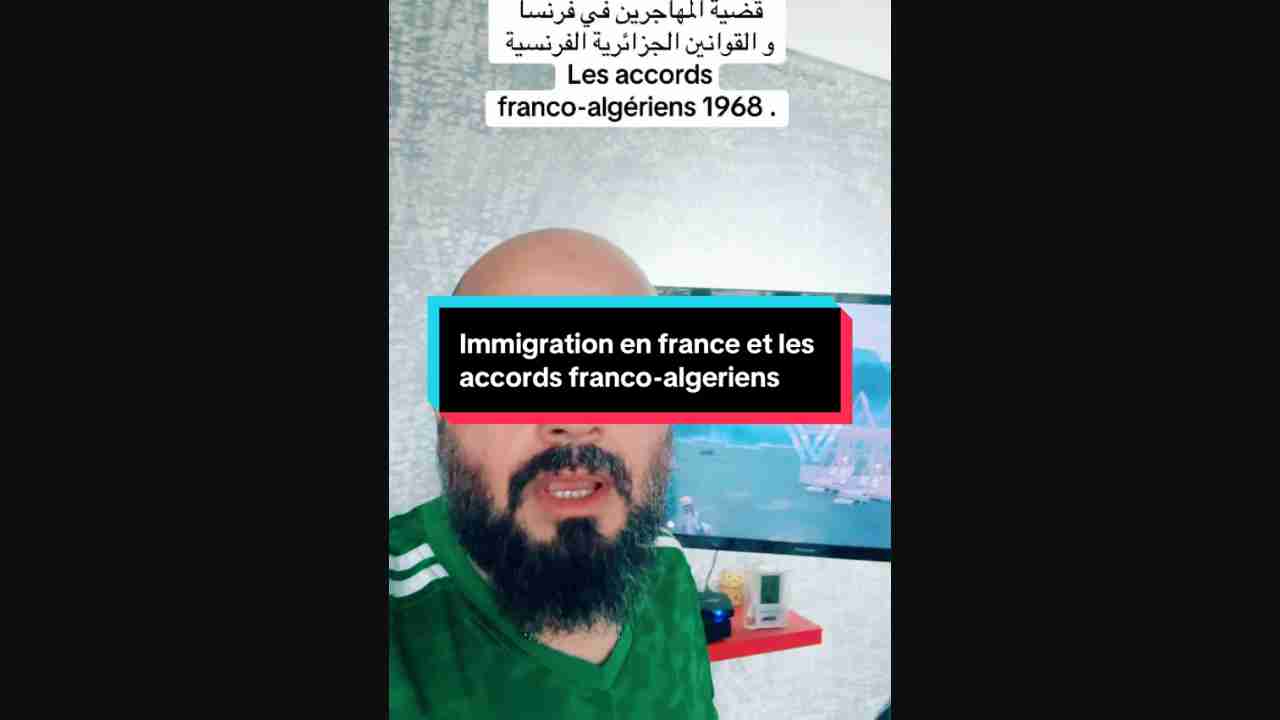 قضية المهاجرين في فرنسا
و القوانين الجزائرية الفرنسية
Les accords
franco-algériens 1968 .
Immigration en france et les
accords franco-algeriens